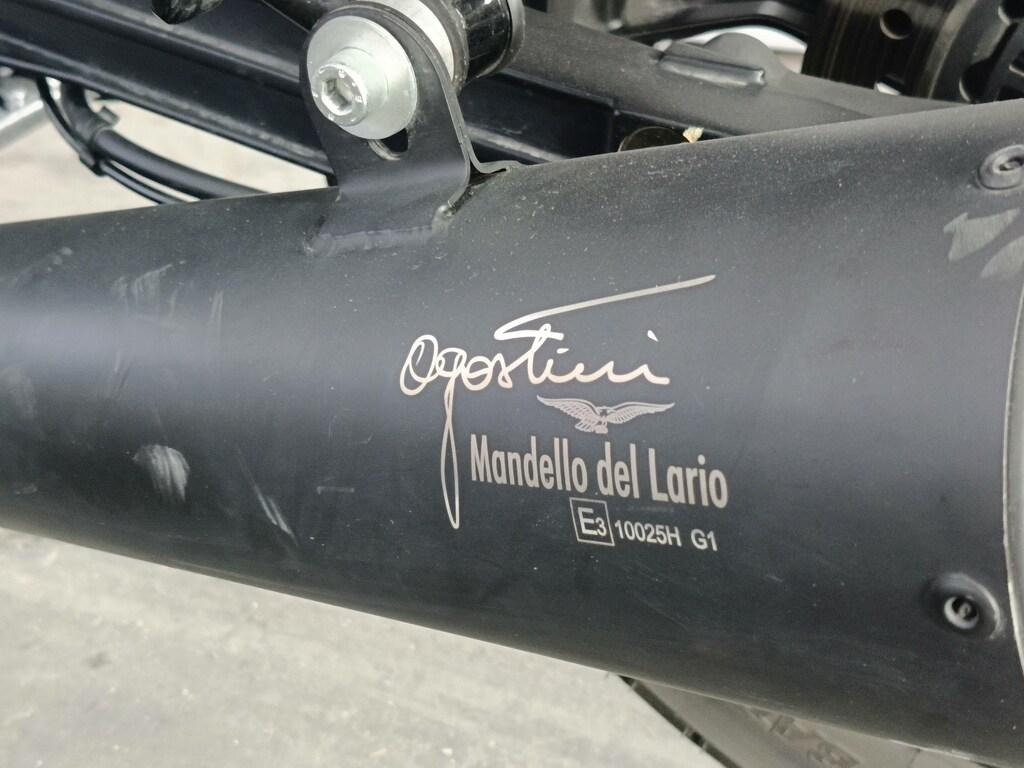 Agostini
Mandello del Lario
E3 10025H G1